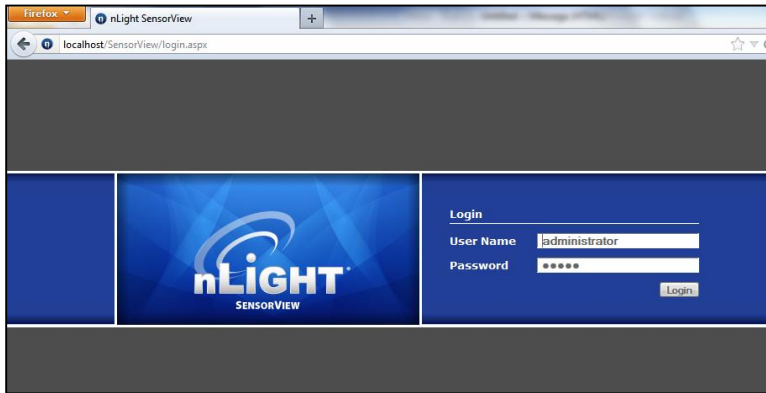 Firefox
nLight SensorView
+
localhost/SensorView/login.aspx
Login
User Name administrator
Password •••••
Login
nLIGHT
SENSORVIEW